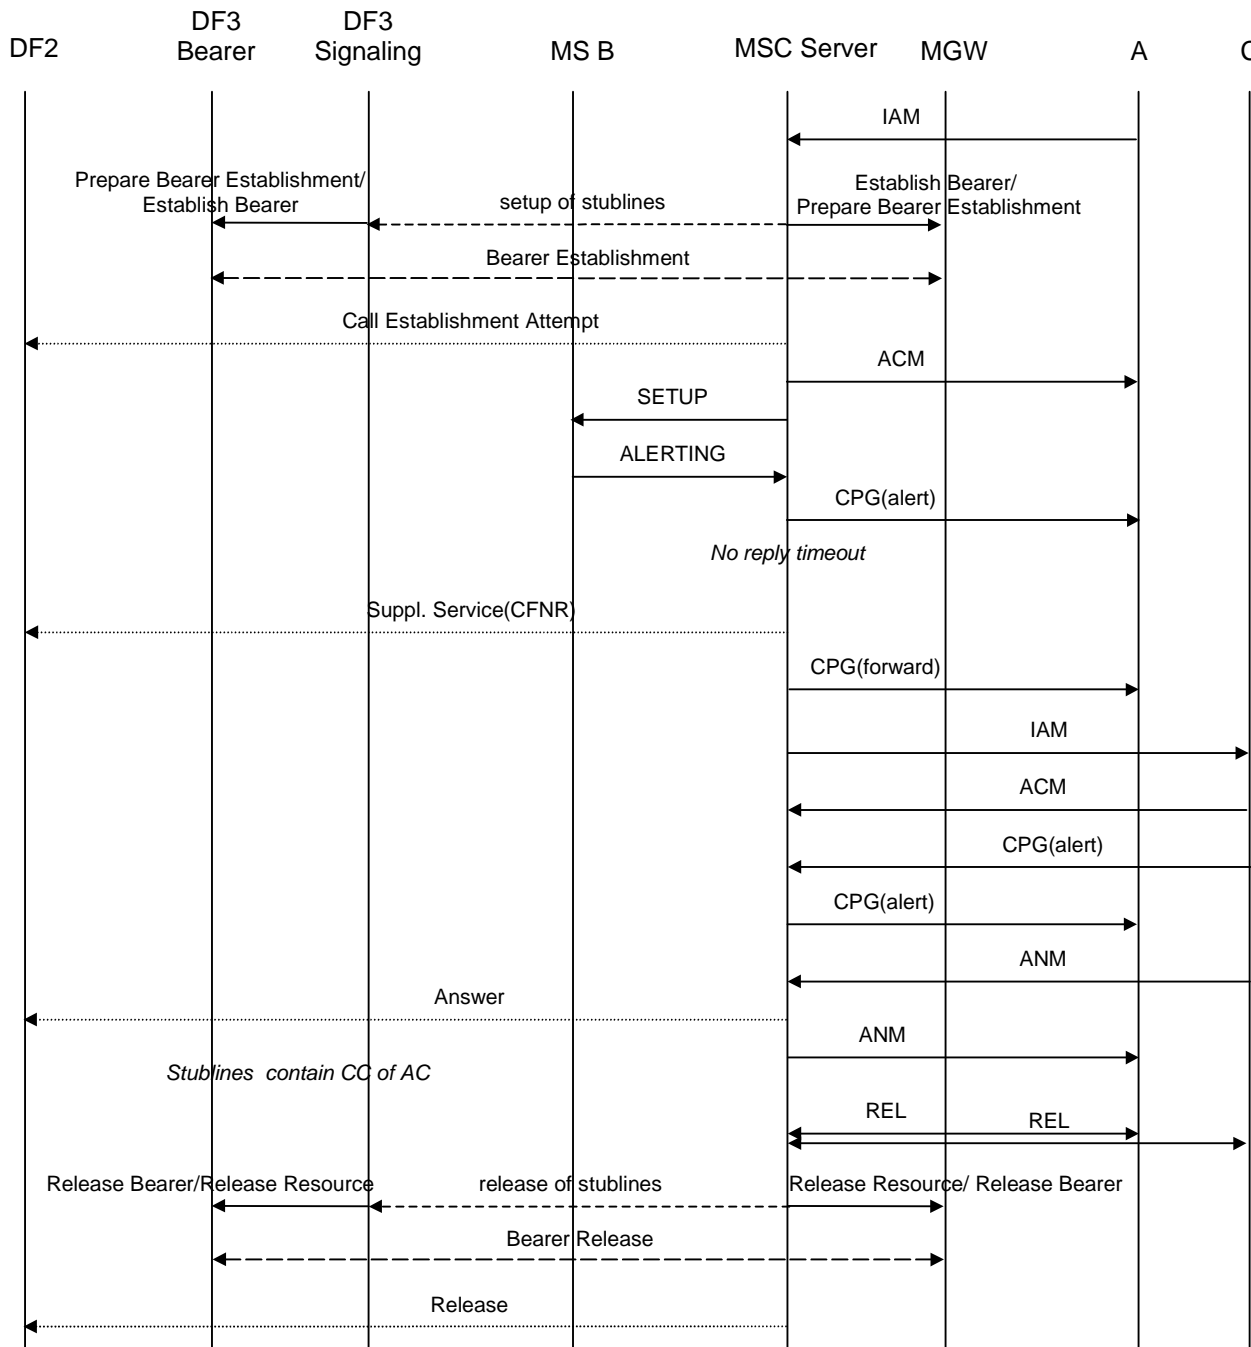 DF2
DF3
Bearer
DF3
Signaling
MS B
MSC Server
MGW
A
C
IAM
Prepare Bearer Establishment/
Establish Bearer
setup of stublines
Establish Bearer/
Prepare Bearer Establishment
Bearer Establishment
Call Establishment Attempt
ACM
SETUP
ALERTING
CPG(alert)
No reply timeout
Suppl. Service(CFNR)
CPG(forward)
IAM
ACM
CPG(alert)
CPG(alert)
ANM
Answer
ANM
Stublines contain CC of AC
REL
REL
Release Bearer/Release Resource
release of stublines
Release Resource/ Release Bearer
Bearer Release
Release